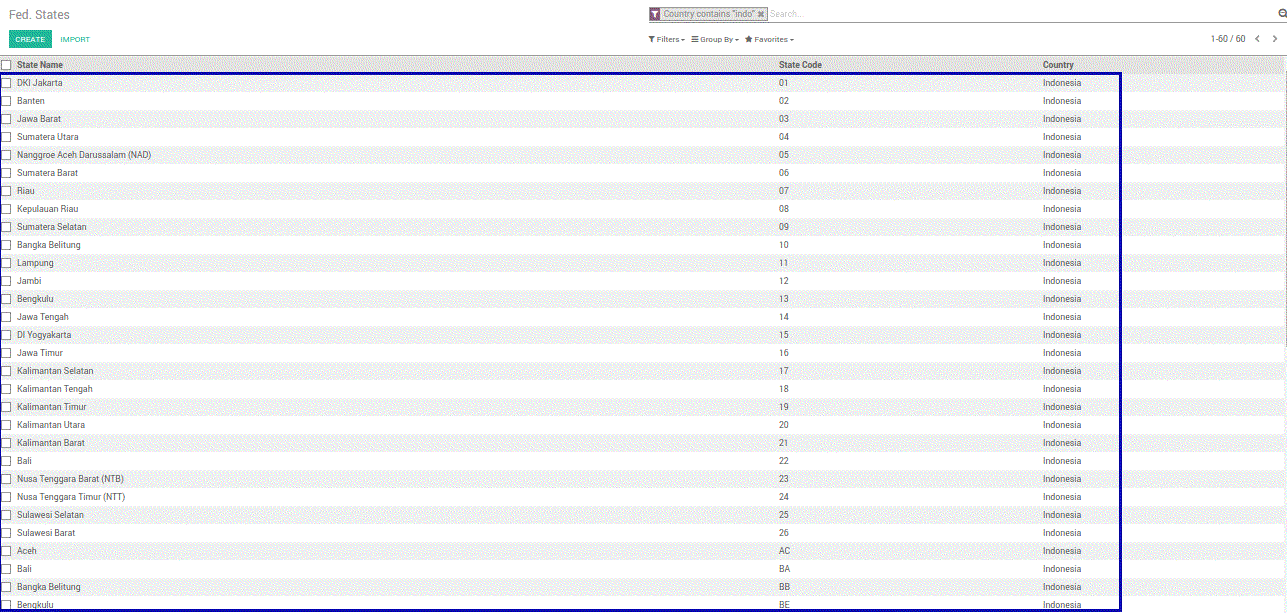 Fed. States
Country contains "indo" ✖ Search...
CREATE IMPORT
Filters Group By Favorites
1-60 / 60
State Name State Code Country
DKI Jakarta 01 Indonesia
Banten 02 Indonesia
Jawa Barat 03 Indonesia
Sumatera Utara 04 Indonesia
Nanggroe Aceh Darussalam (NAD) 05 Indonesia
Sumatera Barat 06 Indonesia
Riau 07 Indonesia
Kepulauan Riau 08 Indonesia
Sumatera Selatan 09 Indonesia
Bangka Belitung 10 Indonesia
Lampung 11 Indonesia
Jambi 12 Indonesia
Bengkulu 13 Indonesia
Jawa Tengah 14 Indonesia
DI Yogyakarta 15 Indonesia
Jawa Timur 16 Indonesia
Kalimantan Selatan 17 Indonesia
Kalimantan Tengah 18 Indonesia
Kalimantan Timur 19 Indonesia
Kalimantan Utara 20 Indonesia
Kalimantan Barat 21 Indonesia
Bali 22 Indonesia
Nusa Tenggara Barat (NTB) 23 Indonesia
Nusa Tenggara Timur (NTT) 24 Indonesia
Sulawesi Selatan 25 Indonesia
Sulawesi Barat 26 Indonesia
Aceh AC Indonesia
Bali BA Indonesia
Bangka Belitung BB Indonesia
Bengkulu BE Indonesia